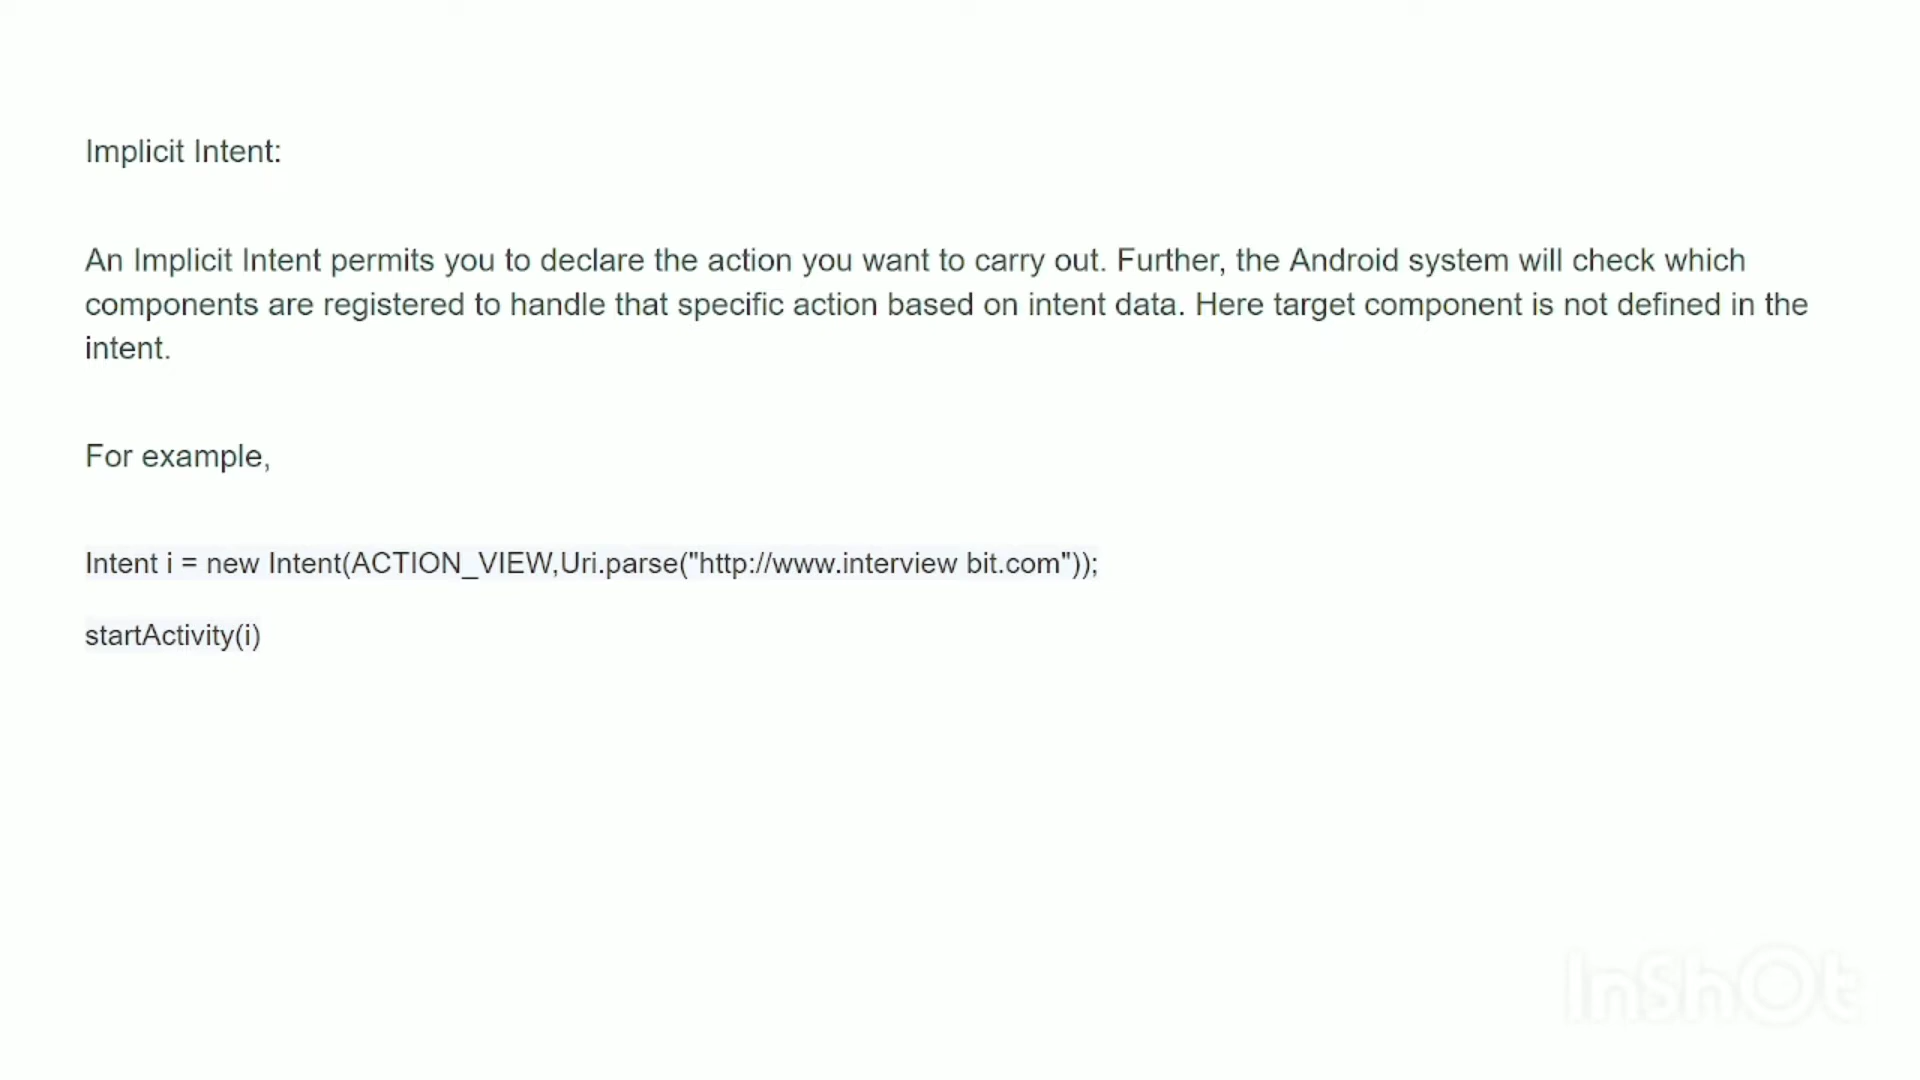 Implicit Intent:
An Implicit Intent permits you to declare the action you want to carry out. Further, the Android system will check which
components are registered to handle that specific action based on intent data. Here target component is not defined in the
intent.
For example,
Intent i = new Intent(ACTION_VIEW,Uri.parse("http://www.interview bit.com"));
startActivity(i)
InShOt